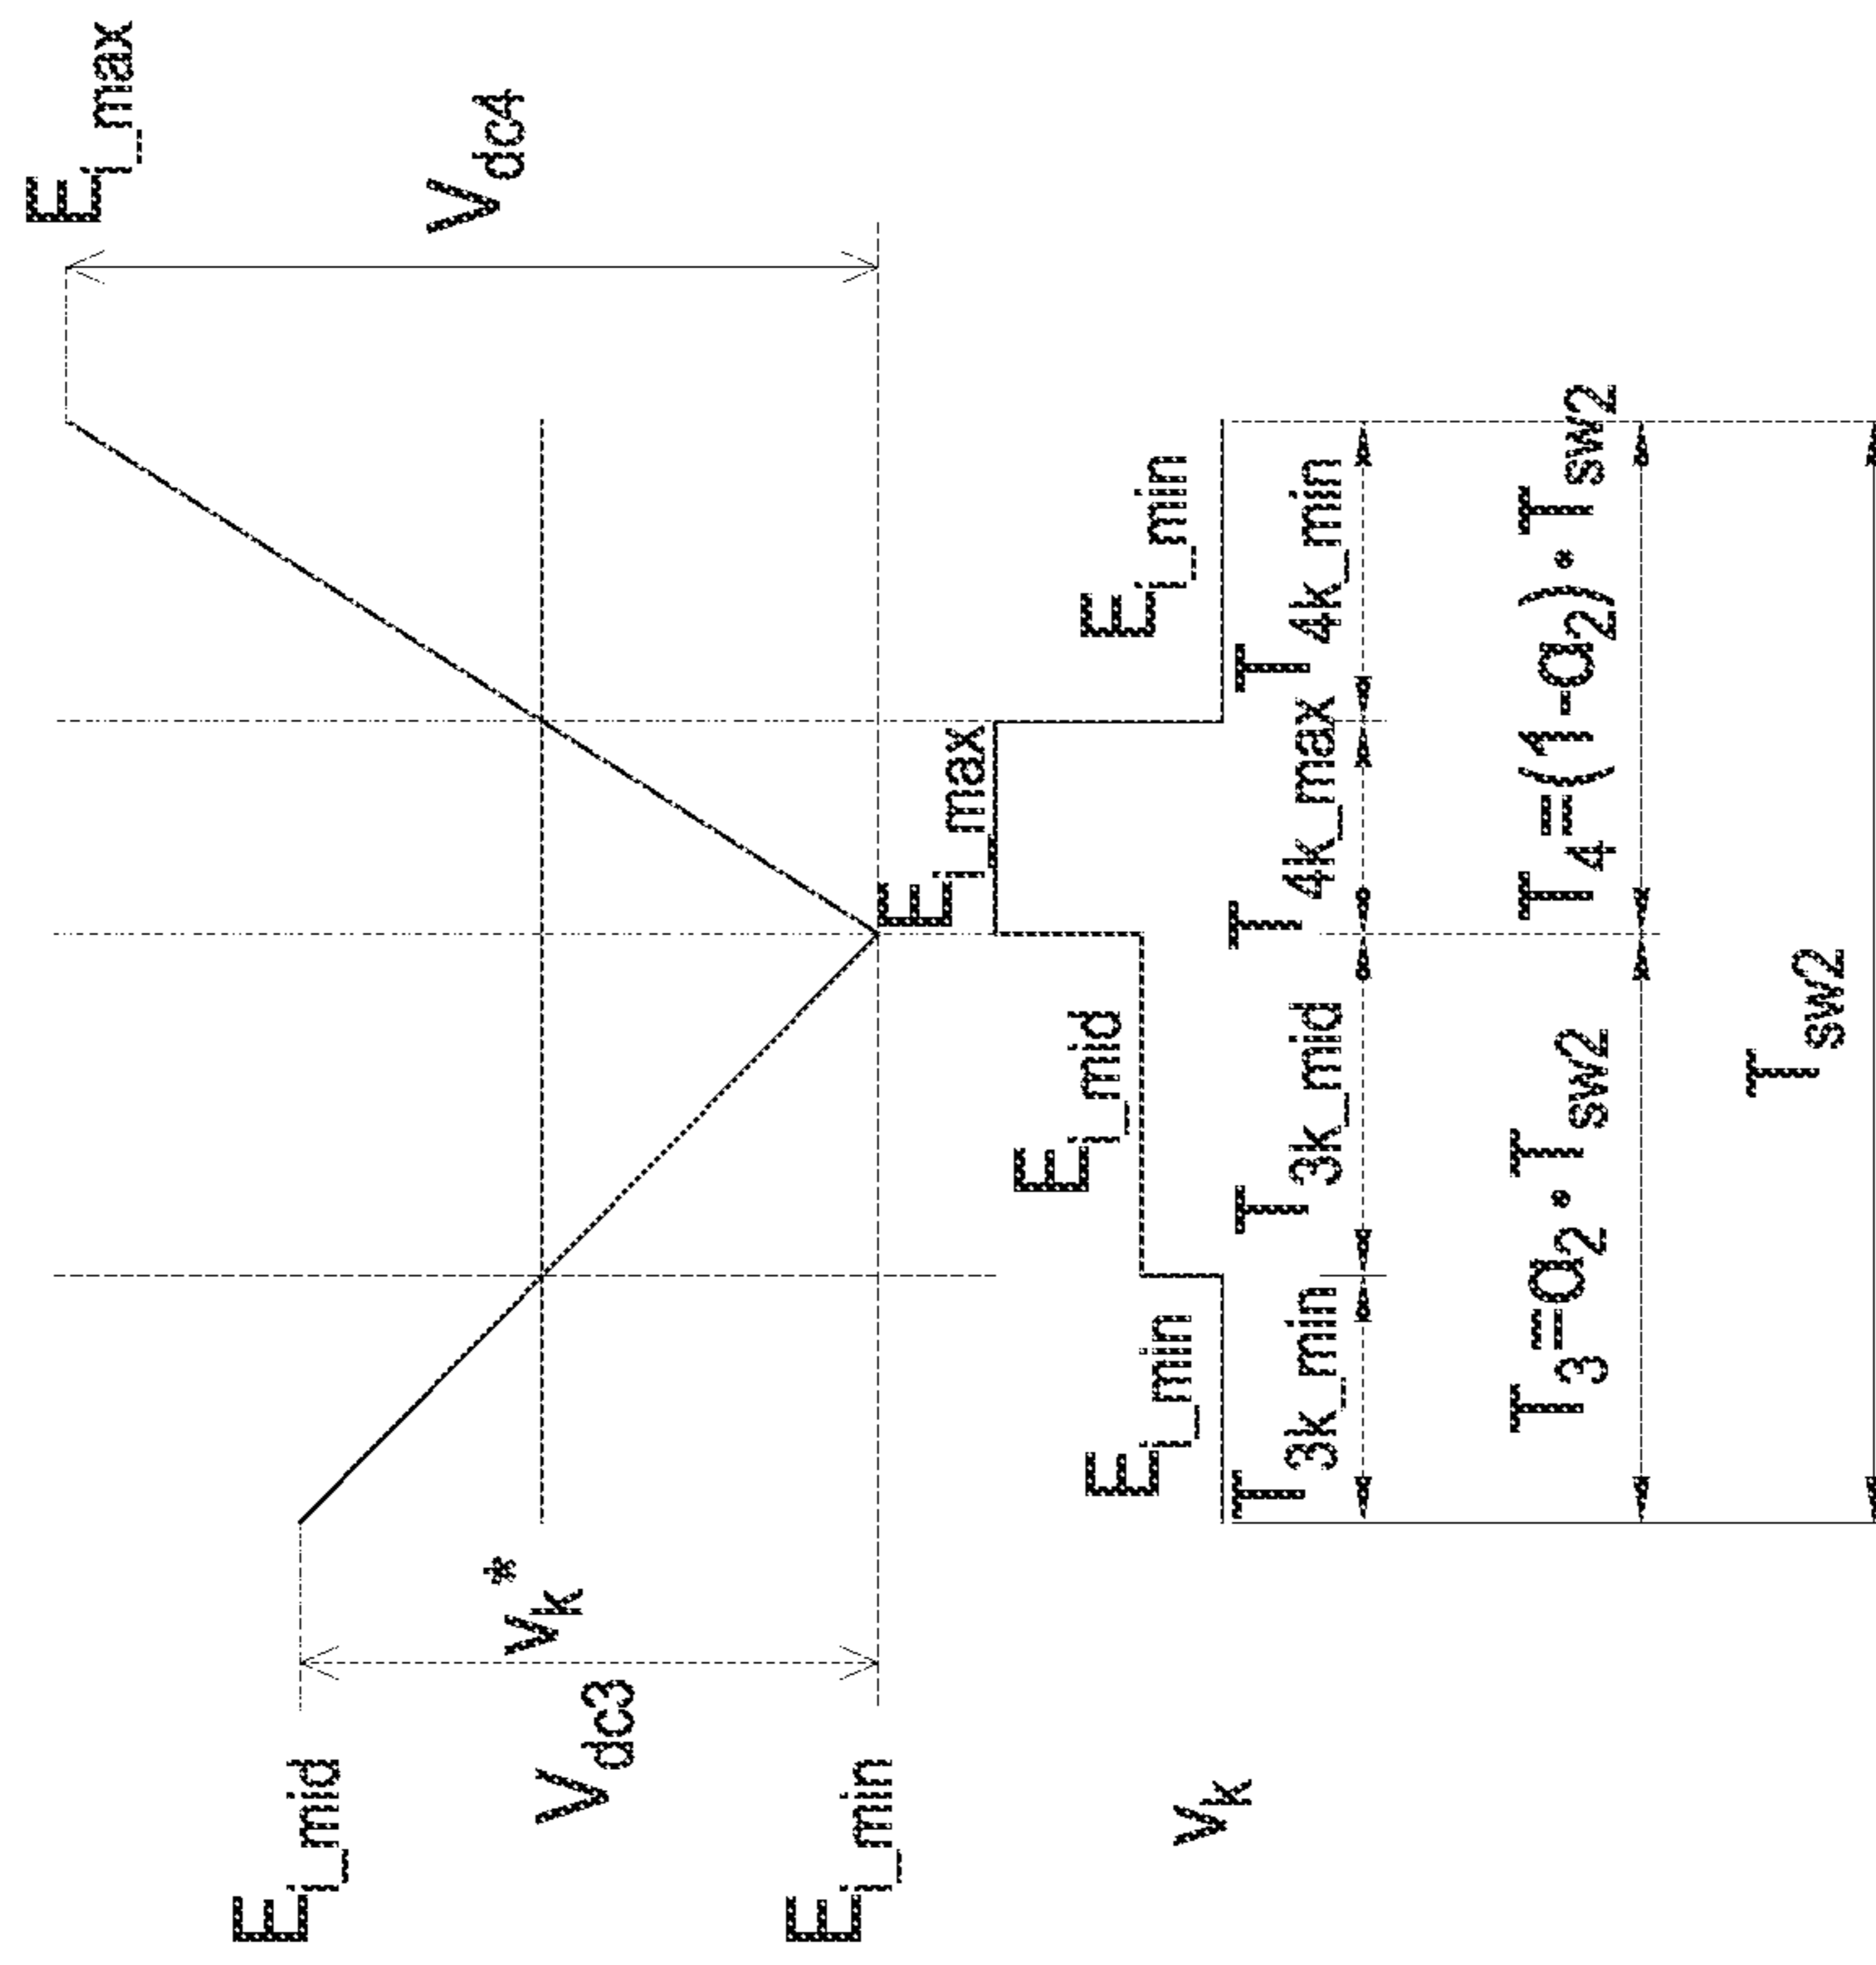 E_i_max
V_dc4
E_i_mid
V_dc3
v_k*
E_i_min
v_k
E_i_min
E_i_mid
E_i_max
E_i_min
T_3k_min
T_3k_mid
T_4k_max
T_4k_min
T_3=α_2·T_sw2
T_4=(1-α_2)·T_sw2
T_sw2